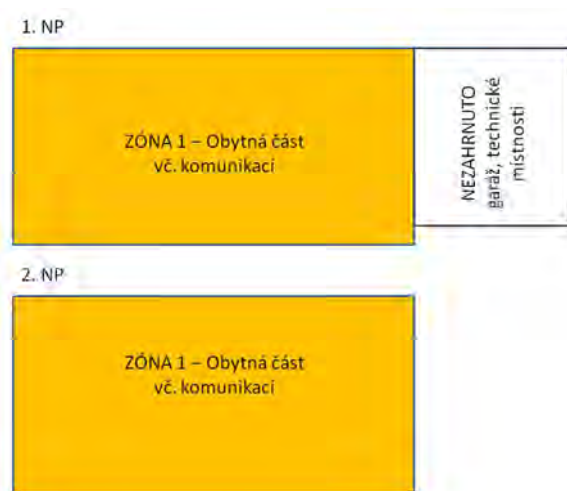 1. NP
ZÓNA 1 – Obytná část
vč. komunikací
NEZAHRNUTO
garáž, technické
místnosti
2. NP
ZÓNA 1 – Obytná část
vč. komunikací